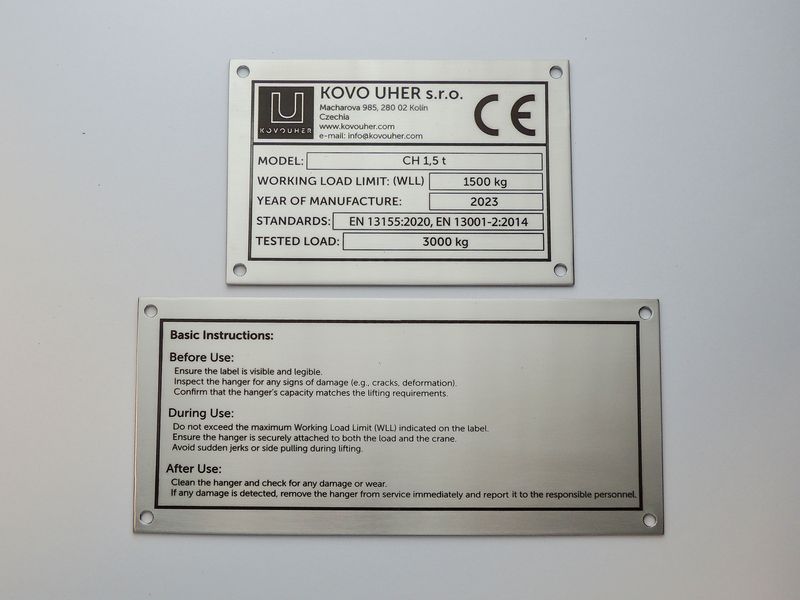 KOVO UHER s.r.o.
Macharova 985, 280 02 Kolín
Czechia
www.kovouher.com
e-mail: info@kovouher.com
U
KOVOUHER
CE
MODEL: CH 1,5 t
WORKING LOAD LIMIT: (WLL) 1500 kg
YEAR OF MANUFACTURE: 2023
STANDARDS: EN 13155:2020, EN 13001-2:2014
TESTED LOAD: 3000 kg
Basic Instructions:
Before Use:
Ensure the label is visible and legible.
Inspect the hanger for any signs of damage (e.g., cracks, deformation).
Confirm that the hanger's capacity matches the lifting requirements.
During Use:
Do not exceed the maximum Working Load Limit (WLL) indicated on the label.
Ensure the hanger is securely attached to both the load and the crane.
Avoid sudden jerks or side pulling during lifting.
After Use:
Clean the hanger and check for any damage or wear.
If any damage is detected, remove the hanger from service immediately and report it to the responsible personnel.